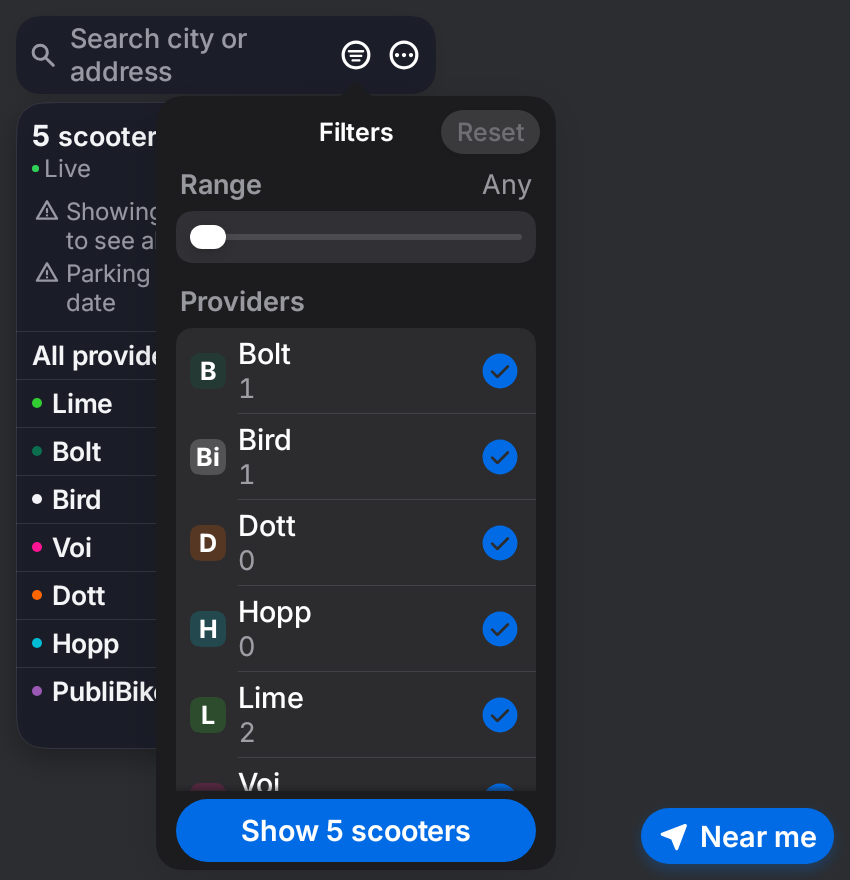 Search city or
address
5 scooter
Live
Showing
to see a
Parking
date
All provide
Lime
Bolt
Bird
Voi
Dott
Hopp
PubliBike
Filters
Reset
Range
Any
Providers
B
Bolt
1
Bi
Bird
1
D
Dott
0
H
Hopp
0
L
Lime
2
Voi
Show 5 scooters
Near me